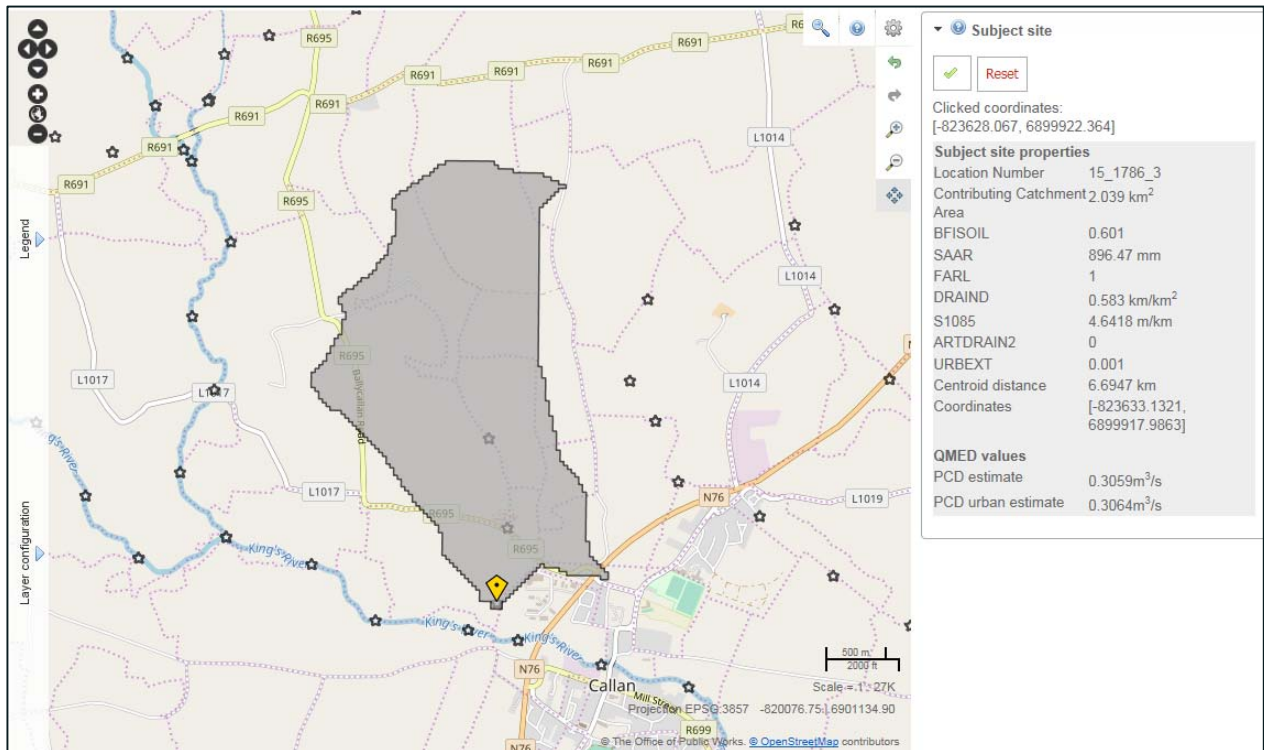 R695
R691
R691
R691
R691
R691
R691
R691
R695
L1014
L1014
L1014
R695
L1017
L1017
Ballycallan Road
L1017
R695
R695
N76
L1019
King's River
King's River
King's River
N76
Callan
Mill Street
R699
N76
Legend
Layer configuration
500 m
2000 ft
Scale = 1 : 27K
Projection EPSG:3857 -820076.75, 6901134.90
© The Office of Public Works. © OpenStreetMap contributors
Subject site
Reset
Clicked coordinates:
[-823628.067, 6899922.364]
Subject site properties
Location Number 15_1786_3
Contributing Catchment Area 2.039 km²
BFISOIL 0.601
SAAR 896.47 mm
FARL 1
DRAIND 0.583 km/km²
S1085 4.6418 m/km
ARTDRAIN2 0
URBEXT 0.001
Centroid distance 6.6947 km
Coordinates [-823633.1321,
6899917.9863]
QMED values
PCD estimate 0.3059m³/s
PCD urban estimate 0.3064m³/s